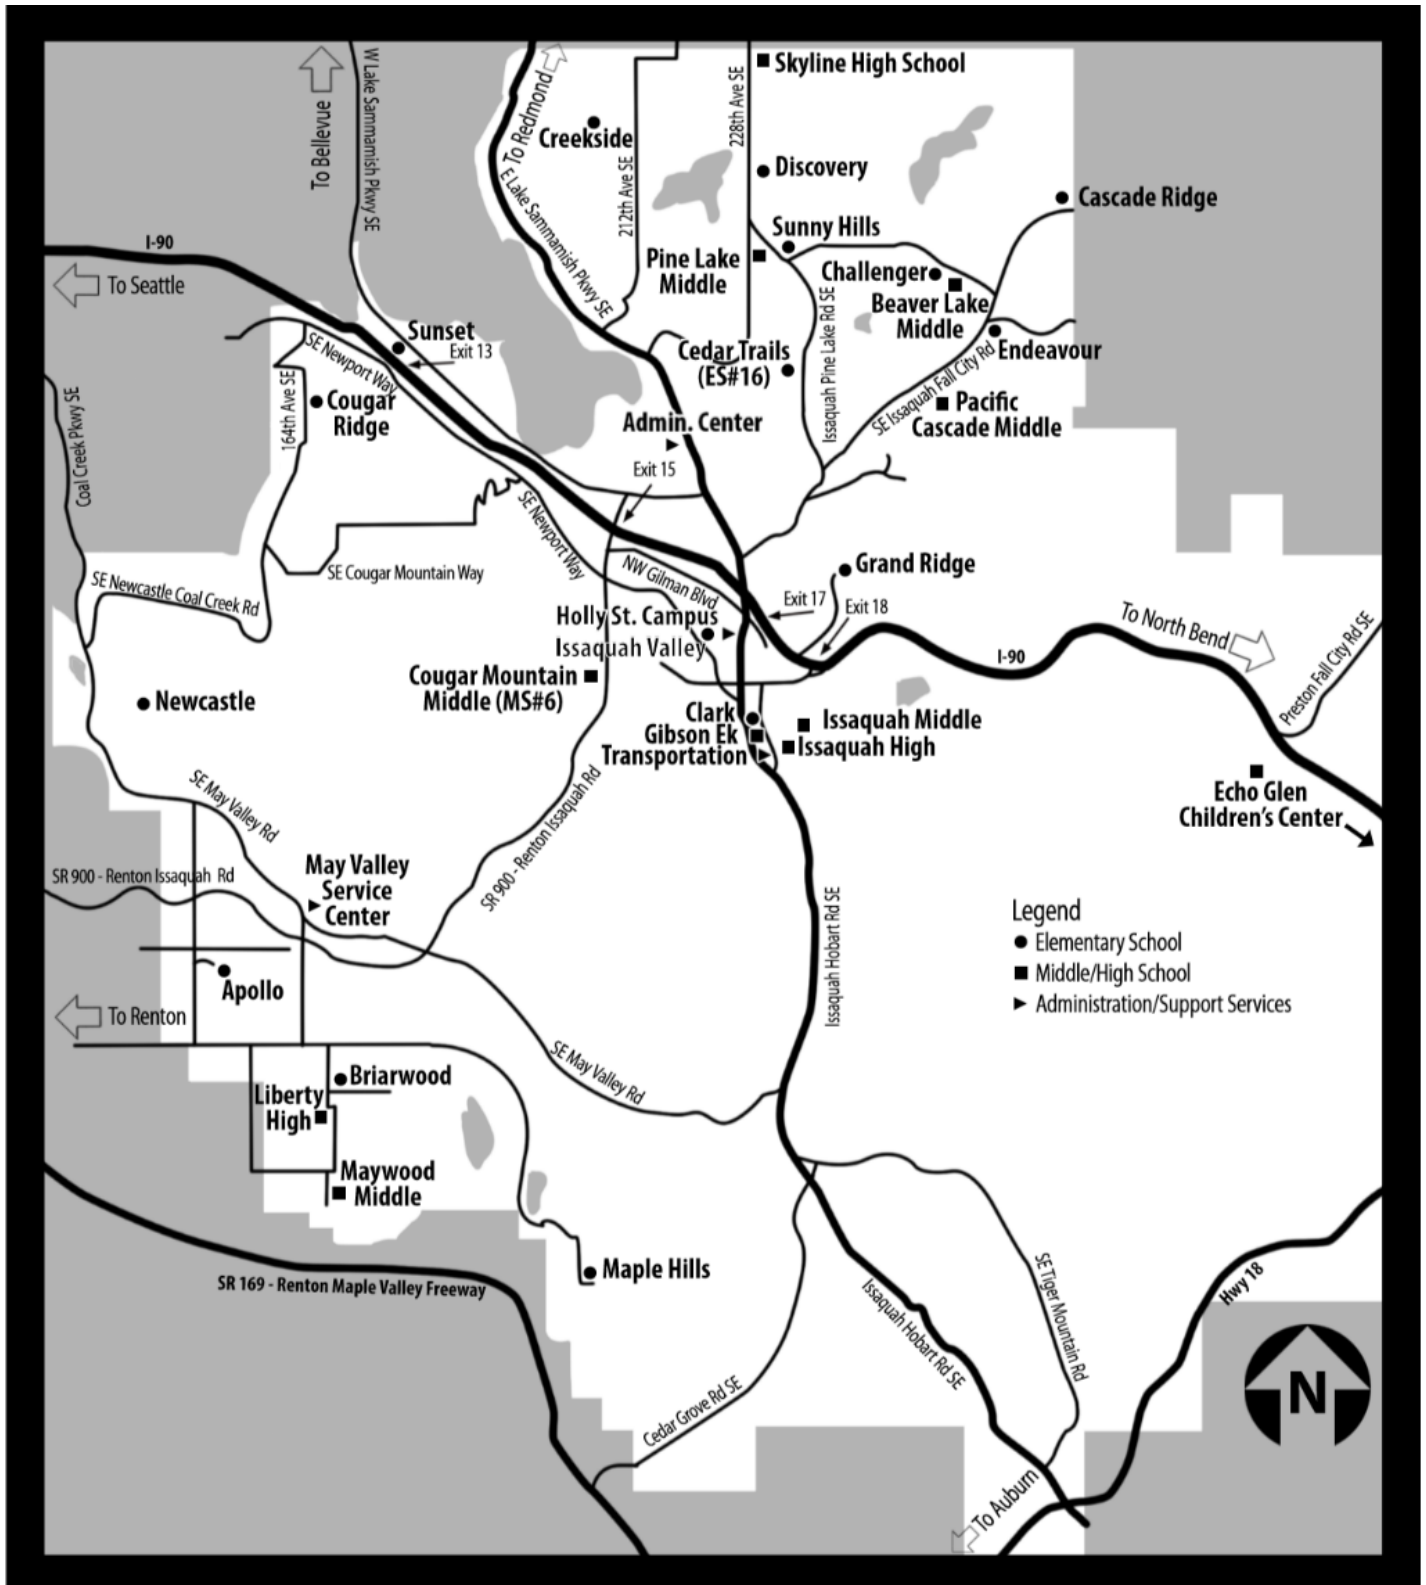 W Lake Sammamish Pkwy SE
To Bellevue
To Redmond
E Lake Sammamish Pkwy SE
Creekside
212th Ave SE
228th Ave SE
Skyline High School
Discovery
Cascade Ridge
Sunny Hills
Pine Lake
Middle
Challenger
Beaver Lake
Middle
Issaquah Pine Lake Rd SE
Endeavour
SE Issaquah Fall City Rd
Cedar Trails
(ES#16)
Pacific
Cascade Middle
I-90
To Seattle
Sunset
Exit 13
SE Newport Way
164th Ave SE
Cougar
Ridge
Coal Creek Pkwy SE
Admin. Center
Exit 15
SE Newport Way
SE Cougar Mountain Way
SE Newcastle Coal Creek Rd
NW Gilman Blvd
Grand Ridge
Exit 17
Exit 18
Holly St. Campus
Issaquah Valley
To North Bend
I-90
Preston Fall City Rd SE
Cougar Mountain
Middle (MS#6)
Newcastle
Clark
Gibson Ek
Transportation
Issaquah Middle
Issaquah High
Echo Glen
Children's Center
SE May Valley Rd
SR 900 - Renton Issaquah Rd
SR 900 - Renton Issaquah Rd
May Valley
Service
Center
Issaquah Hobart Rd SE
Legend
Elementary School
Middle/High School
Administration/Support Services
Apollo
To Renton
SE May Valley Rd
Briarwood
Liberty
High
Maywood
Middle
Maple Hills
SR 169 - Renton Maple Valley Freeway
Issaquah Hobart Rd SE
SE Tiger Mountain Rd
Hwy 18
Cedar Grove Rd SE
To Auburn
N